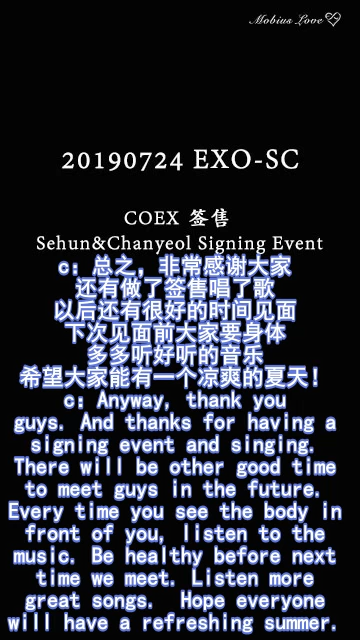 Mobius Love
20190724 EXO-SC
COEX 签售
Sehun&Chanyeol Signing Event
c：总之，非常感谢大家
还有做了签售唱了歌
以后还有很好的时间见面
下次见面前大家要身体
多多听好听的音乐
希望大家能有一个凉爽的夏天！
c：Anyway, thank you
guys. And thanks for having a
signing event and singing.
There will be other good time
to meet guys in the future.
Every time you see the body in
front of you, listen to the
music. Be healthy before next
time we meet. Listen more
great songs.  Hope everyone
will have a refreshing summer.